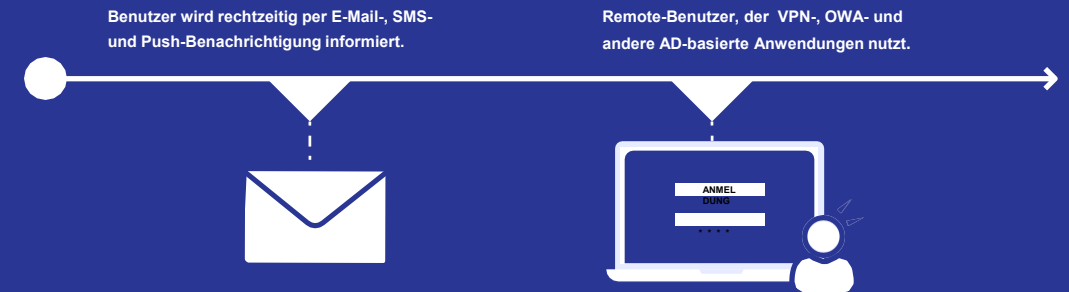 Benutzer wird rechtzeitig per E-Mail-, SMS-
und Push-Benachrichtigung informiert.
Remote-Benutzer, der VPN-, OWA- und
andere AD-basierte Anwendungen nutzt.
ANMEL
DUNG
* * * *